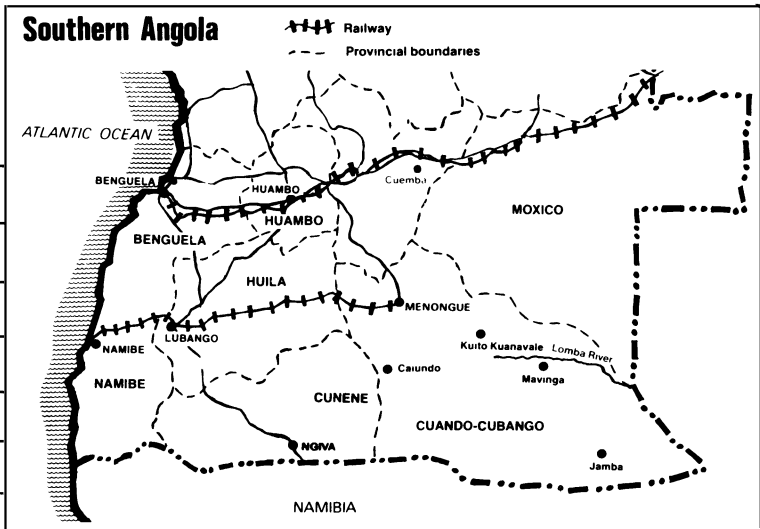 Southern Angola
Railway
Provincial boundaries
ATLANTIC OCEAN
BENGUELA
HUAMBO
Cuemba
HUAMBO
MOXICO
BENGUELA
HUILA
MENONGUE
LUBANGO
NAMIBE
Kuito Kuanavale
Lomba River
Mavinga
Caiundo
NAMIBE
CUNENE
CUANDO-CUBANGO
NGIVA
Jamba
NAMIBIA